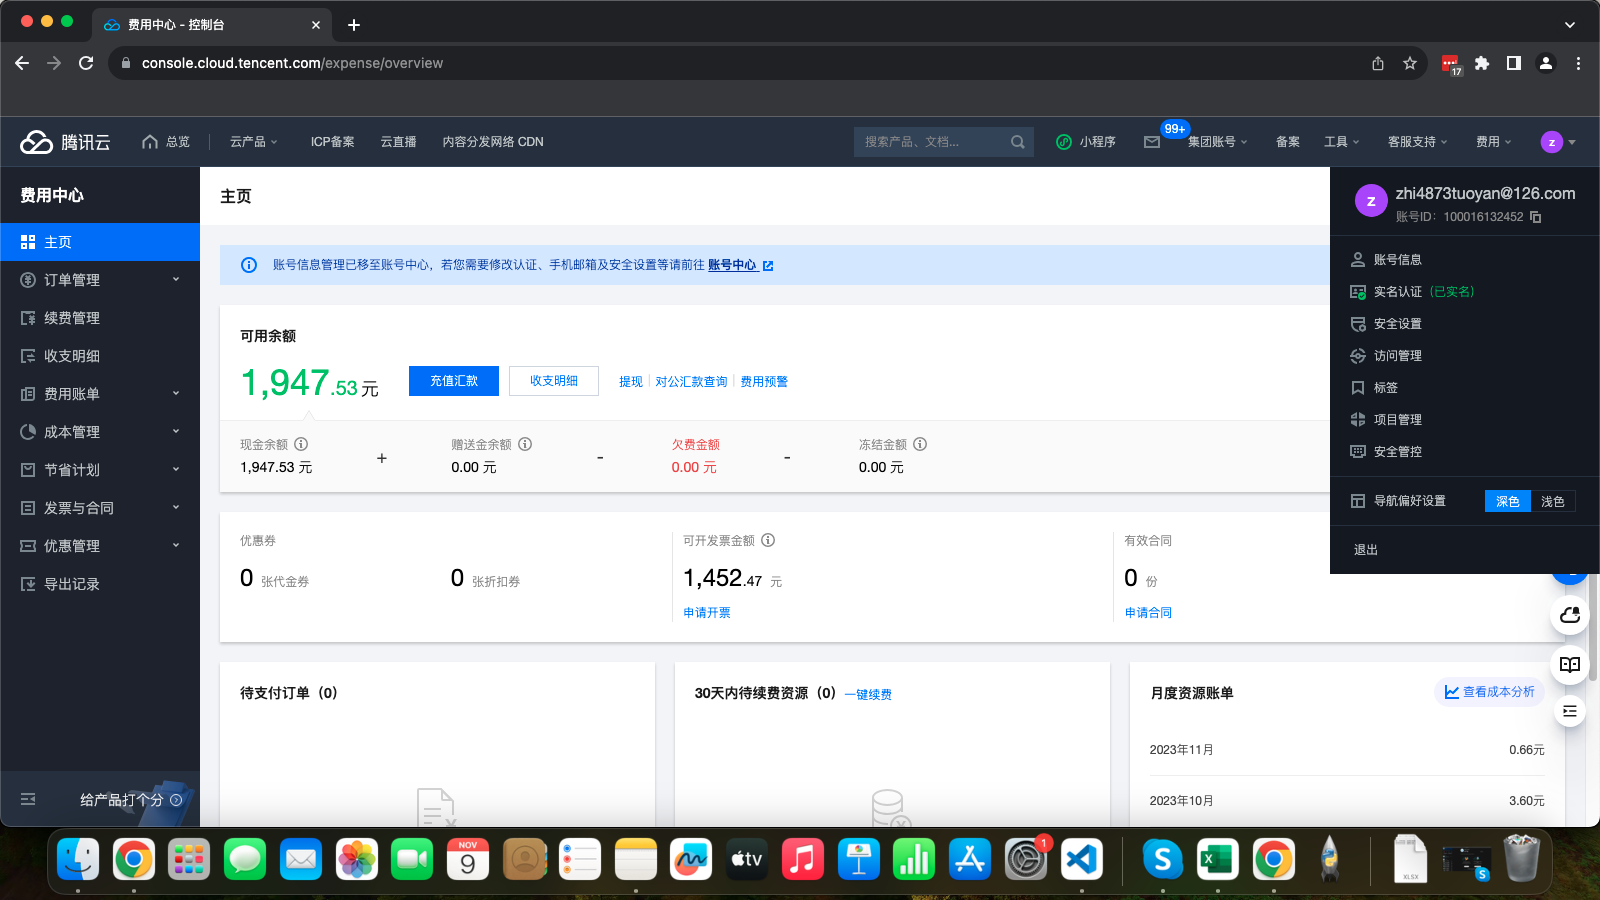 费用中心 - 控制台
console.cloud.tencent.com/expense/overview
17
腾讯云
总览
云产品
ICP备案
云直播
内容分发网络 CDN
搜索产品、文档...
小程序
99+
集团账号
备案
工具
客服支持
费用
z
费用中心
主页
订单管理
续费管理
收支明细
费用账单
成本管理
节省计划
发票与合同
优惠管理
导出记录
给产品打个分
主页
账号信息管理已移至账号中心，若您需要修改认证、手机邮箱及安全设置等请前往 账号中心
可用余额
1,947.53 元
充值汇款
收支明细
提现
对公汇款查询
费用预警
现金余额
1,947.53 元
+
赠送金余额
0.00 元
-
欠费金额
0.00 元
-
冻结金额
0.00 元
优惠券
0 张代金券
0 张折扣券
可开发票金额
1,452.47 元
申请开票
有效合同
0 份
申请合同
待支付订单（0）
30天内待续费资源（0） 一键续费
月度资源账单
查看成本分析
2023年11月 0.66元
2023年10月 3.60元
z
zhi4873tuoyan@126.com
账号ID： 100016132452
账号信息
实名认证（已实名）
安全设置
访问管理
标签
项目管理
安全管控
导航偏好设置
深色
浅色
退出
NOV
9
tv
1
S
X
XLSX
S